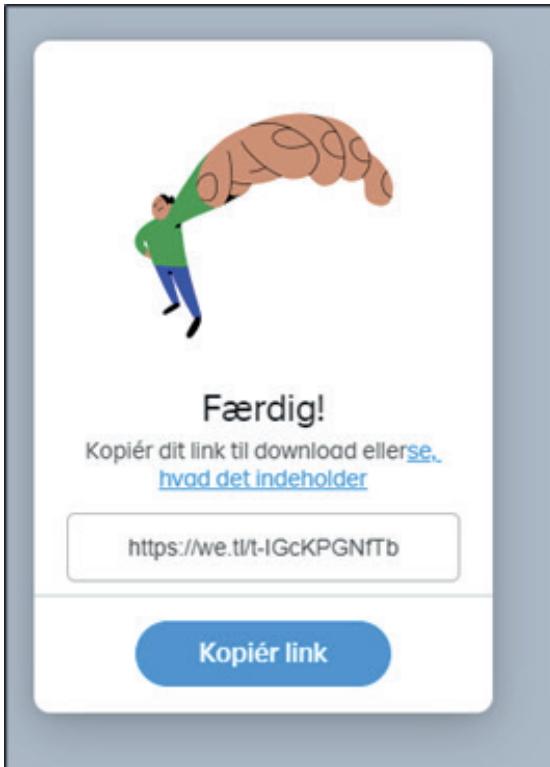 Færdig!
Kopiér dit link til download ellerse,
hvad det indeholder
https://we.tl/t-IGcKPGNfTb
Kopiér link